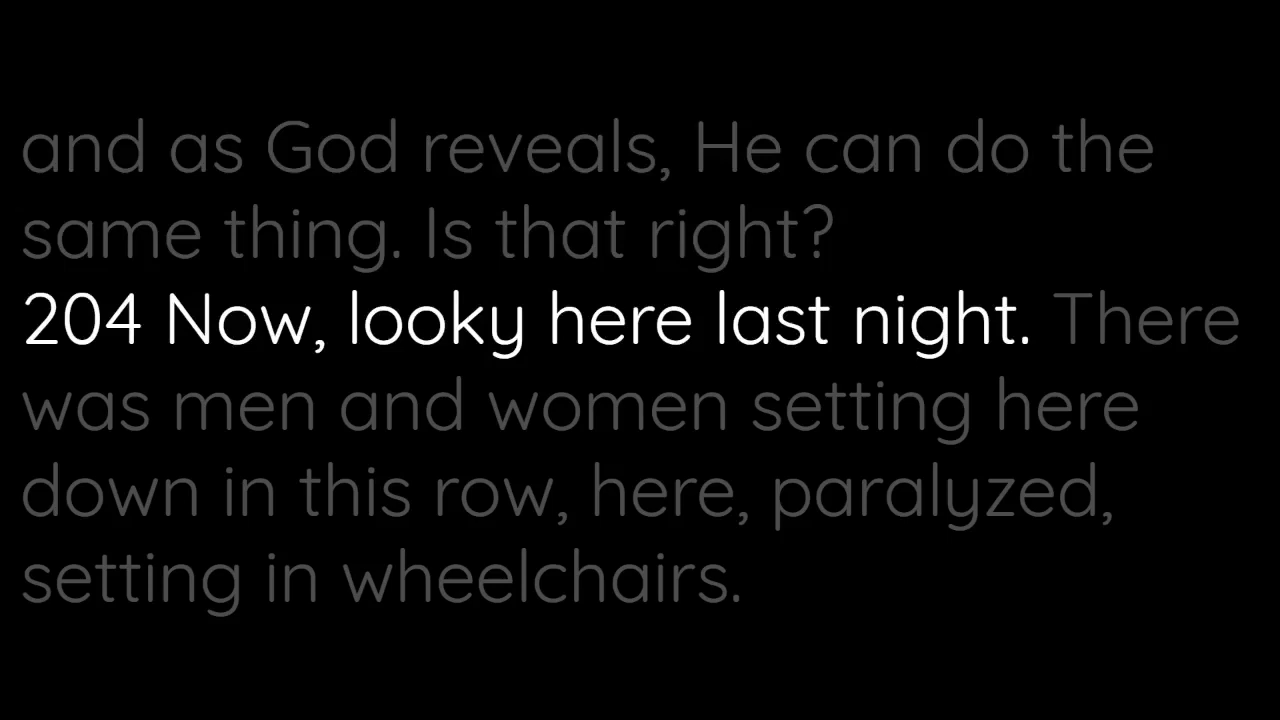 and as God reveals, He can do the
same thing. Is that right?
204 Now, looky here last night. There
was men and women setting here
down in this row, here, paralyzed,
setting in wheelchairs.